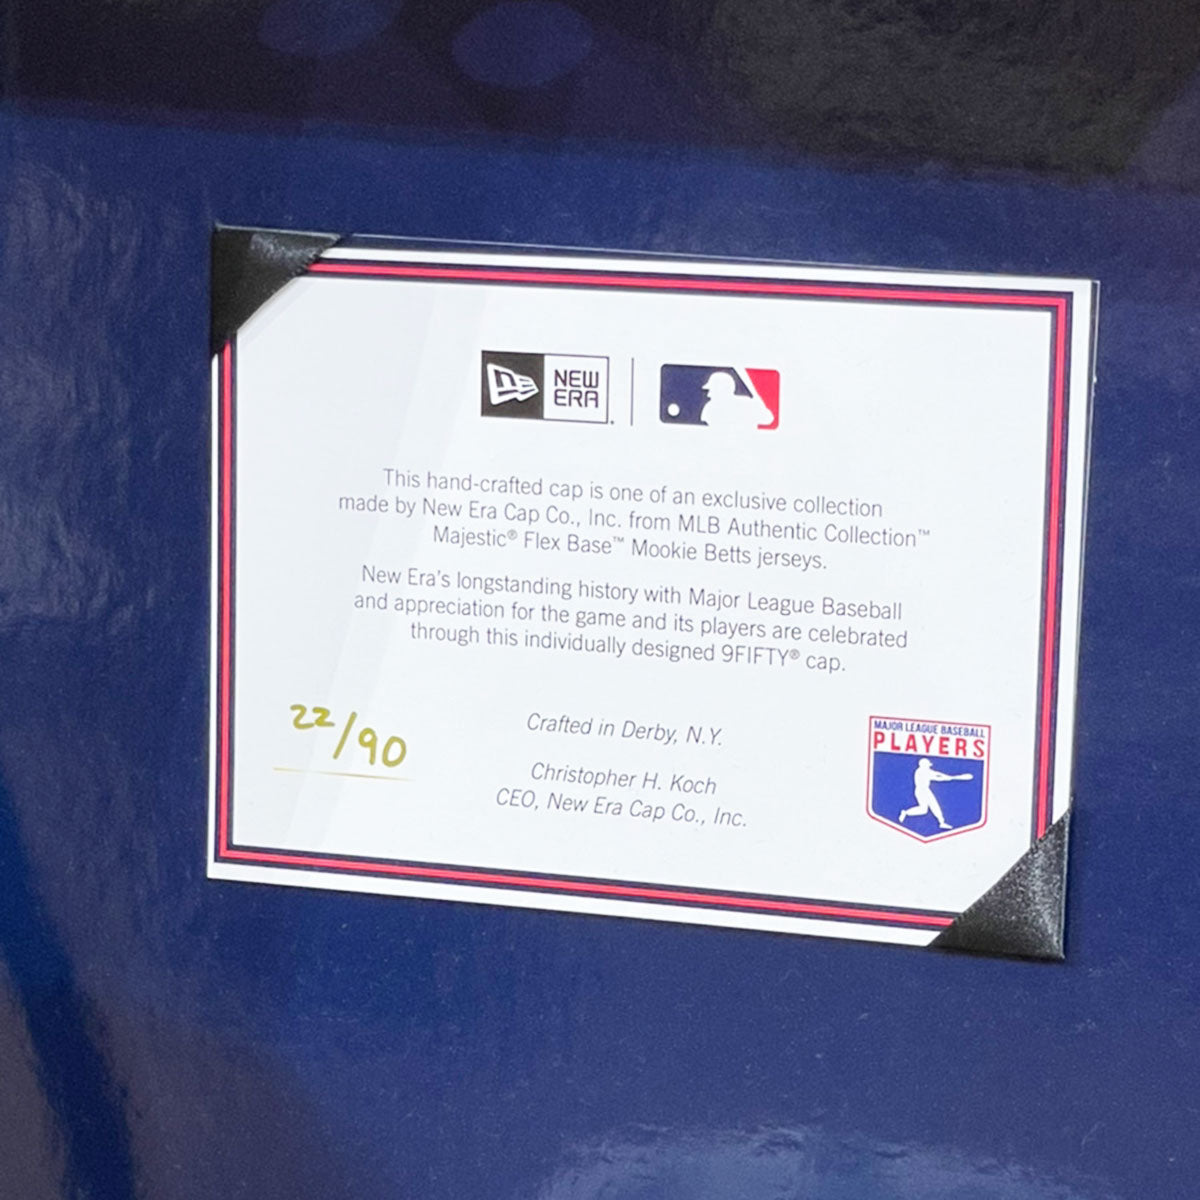 NEW
ERA
This hand-crafted cap is one of an exclusive collection
made by New Era Cap Co., Inc. from MLB Authentic Collection™
Majestic® Flex Base™ Mookie Betts jerseys.
New Era's longstanding history with Major League Baseball
and appreciation for the game and its players are celebrated
through this individually designed 9FIFTY® cap.
22/90
Crafted in Derby, N.Y.
Christopher H. Koch
CEO, New Era Cap Co., Inc.
MAJOR LEAGUE BASEBALL
PLAYERS